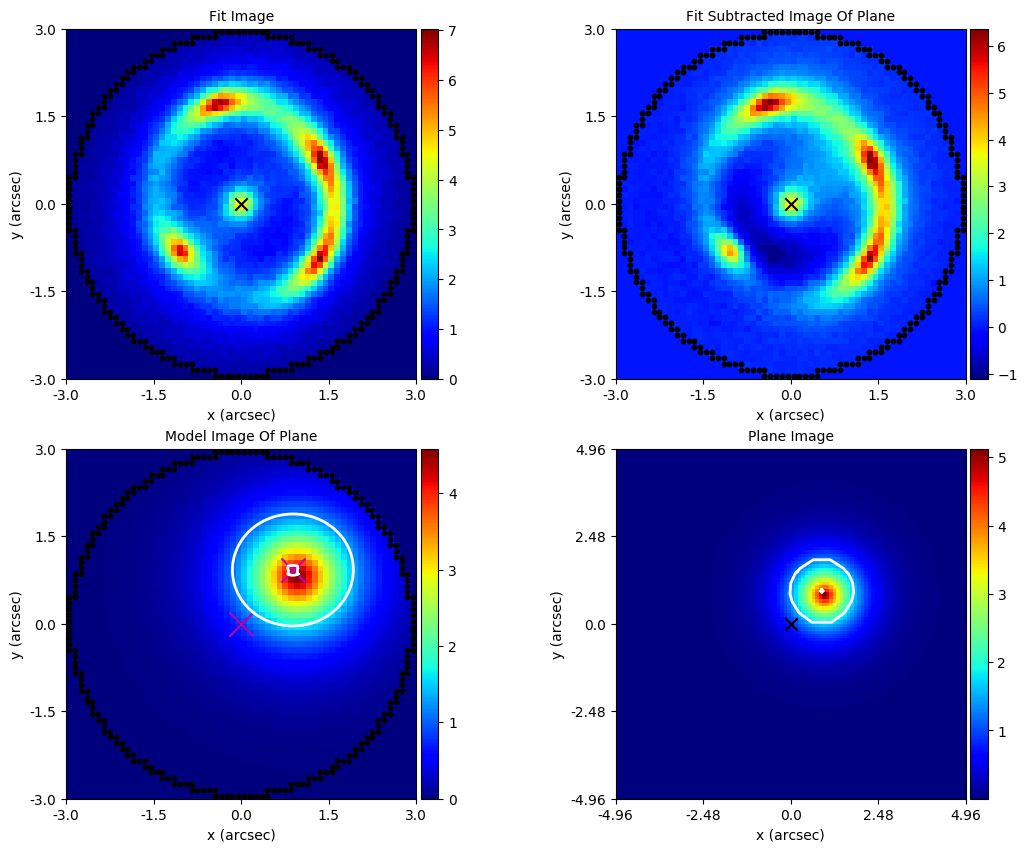 Fit Image
3.0
1.5
0.0
-1.5
-3.0
y (arcsec)
-3.0 -1.5 0.0 1.5 3.0
x (arcsec)
7
6
5
4
3
2
1
0
Fit Subtracted Image Of Plane
3.0
1.5
0.0
-1.5
-3.0
y (arcsec)
-3.0 -1.5 0.0 1.5 3.0
x (arcsec)
6
5
4
3
2
1
0
−1
Model Image Of Plane
3.0
1.5
0.0
-1.5
-3.0
y (arcsec)
-3.0 -1.5 0.0 1.5 3.0
x (arcsec)
4
3
2
1
0
Plane Image
4.96
2.48
0.0
-2.48
-4.96
y (arcsec)
-4.96 -2.48 0.0 2.48 4.96
x (arcsec)
5
4
3
2
1